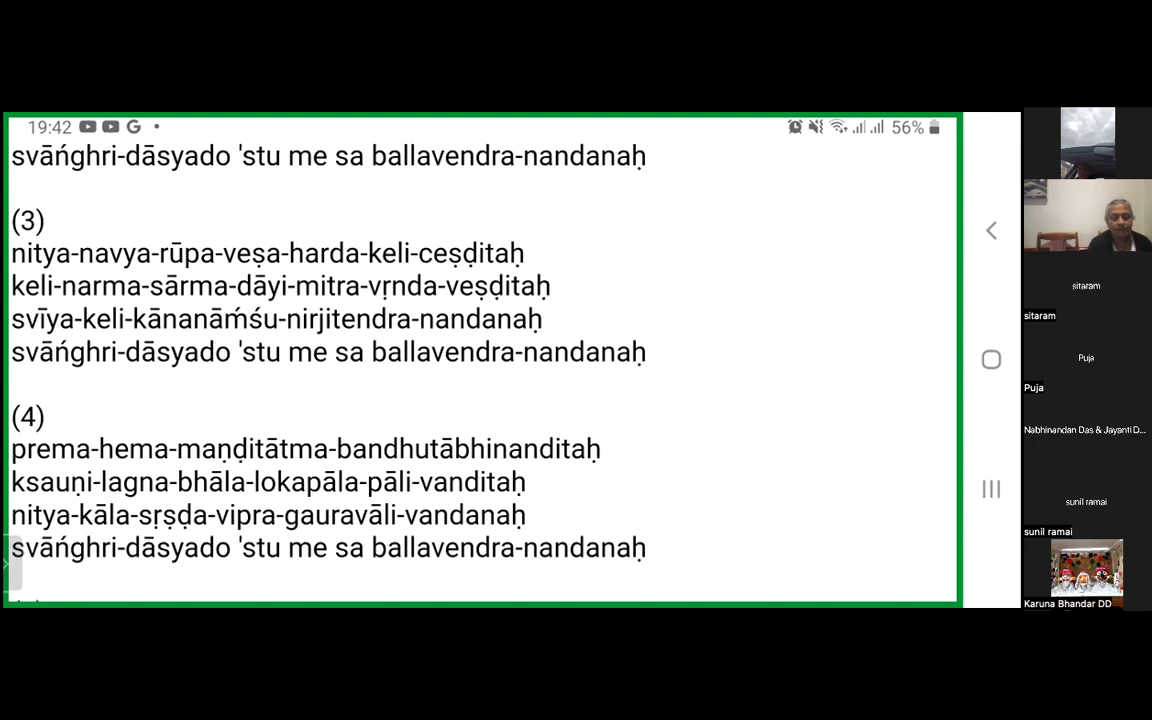 19:42 G • 56%
svāńghri-dāsyado 'stu me sa ballavendra-nandanaḥ
(3)
nitya-navya-rūpa-veṣa-harda-keli-ceṣḍitaḥ
keli-narma-sārma-dāyi-mitra-vṛnda-veṣḍitaḥ
svīya-keli-kānanāḿśu-nirjitendra-nandanaḥ
svāńghri-dāsyado 'stu me sa ballavendra-nandanaḥ
(4)
prema-hema-maṇḍitātma-bandhutābhinanditaḥ
ksauṇi-lagna-bhāla-lokapāla-pāli-vanditaḥ
nitya-kāla-sṛṣḍa-vipra-gauravāli-vandanaḥ
svāńghri-dāsyado 'stu me sa ballavendra-nandanaḥ
sitaram
sitaram
Puja
Puja
Nabhinandan Das & Jayanti D...
sunil ramai
sunil ramai
Karuna Bhandar DD